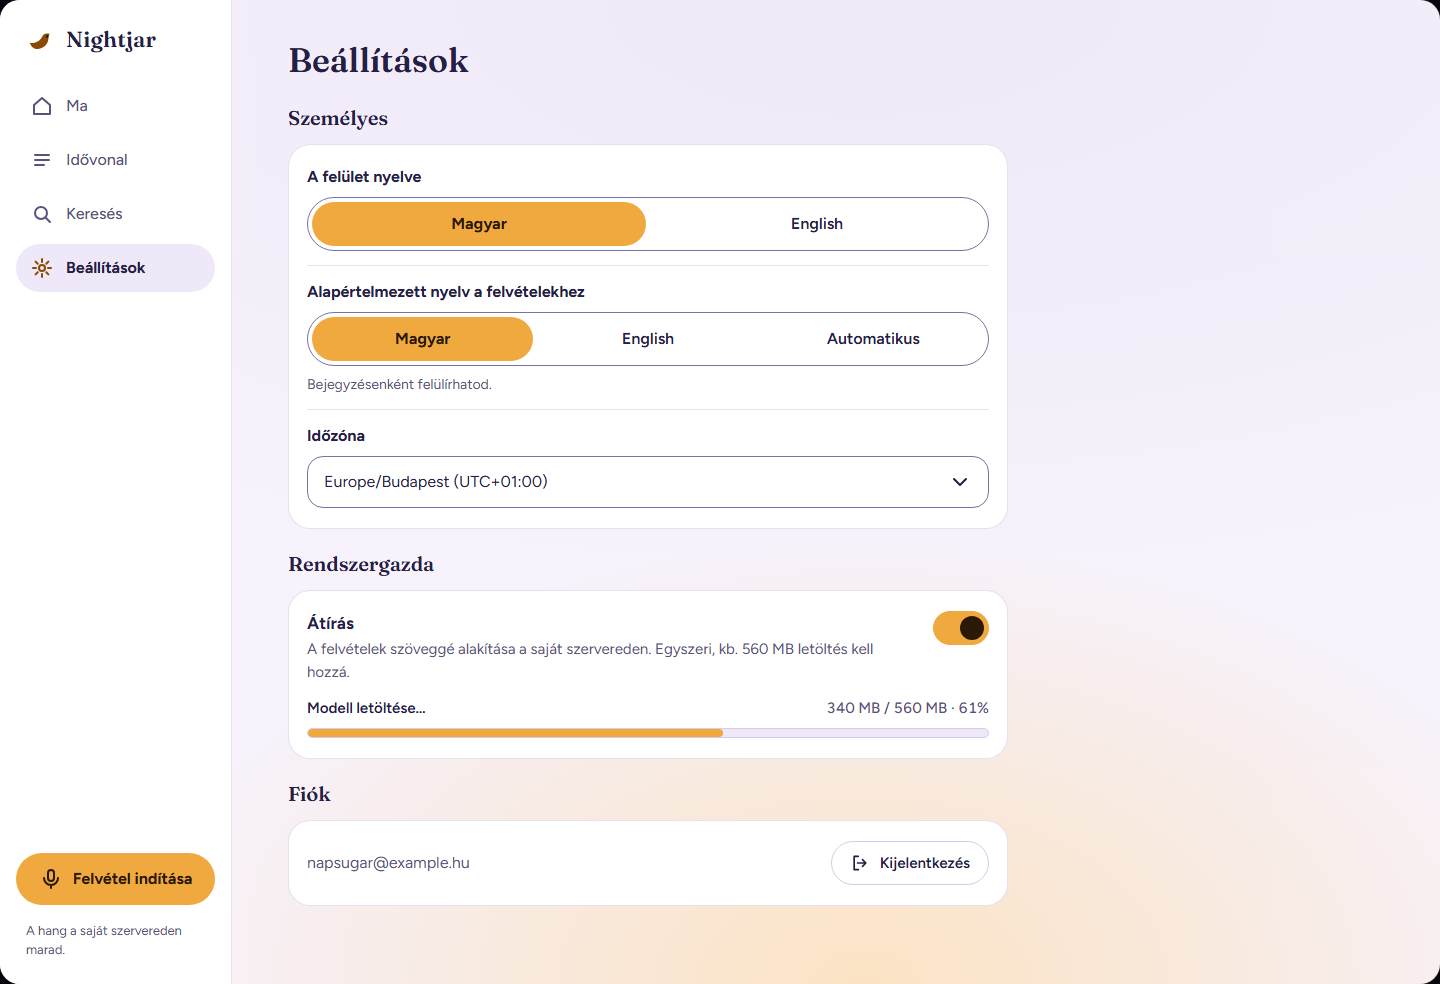 Nightjar
Ma
Idővonal
Keresés
Beállítások
Felvétel indítása
A hang a saját szervereden
marad.
Beállítások
Személyes
A felület nyelve
Magyar
English
Alapértelmezett nyelv a felvételekhez
Magyar
English
Automatikus
Bejegyzésenként felülírhatod.
Időzóna
Europe/Budapest (UTC+01:00)
Rendszergazda
Átírás
A felvételek szöveggé alakítása a saját szervereden. Egyszeri, kb. 560 MB letöltés kell
hozzá.
Modell letöltése…
340 MB / 560 MB · 61%
Fiók
napsugar@example.hu
Kijelentkezés